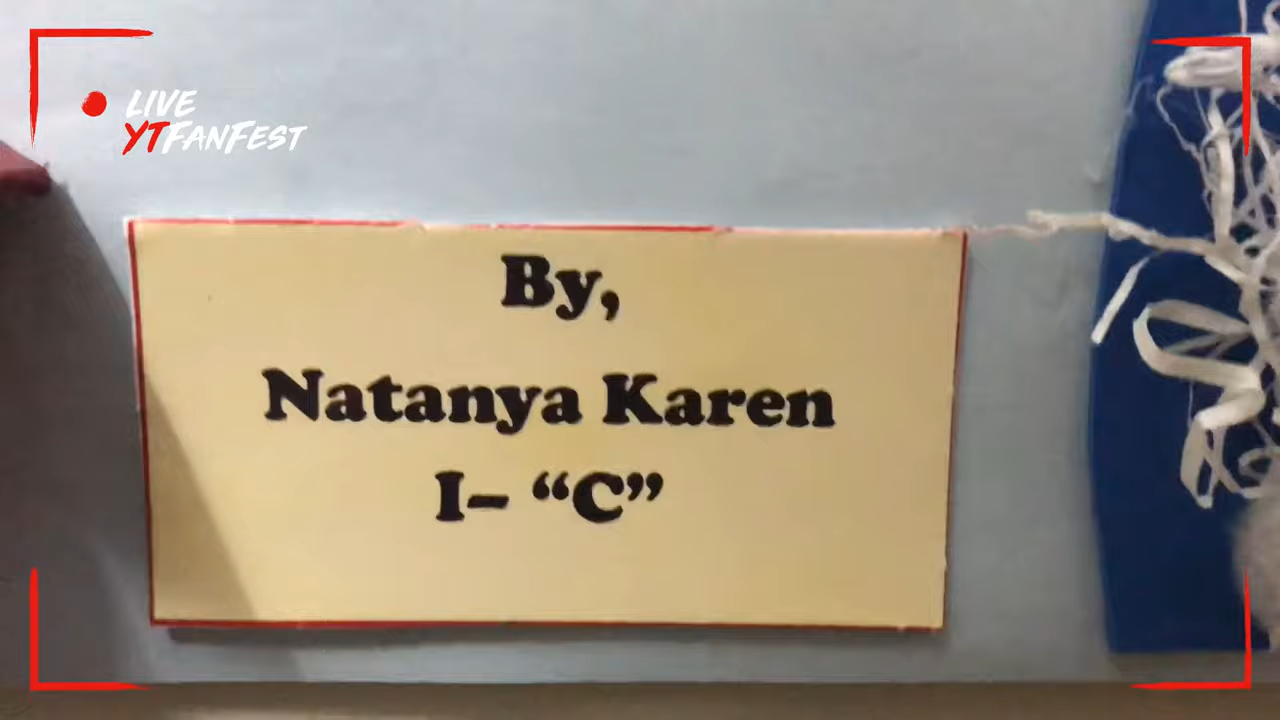 LIVE
YTFANFEST
By,
Natanya Karen
I– “C”